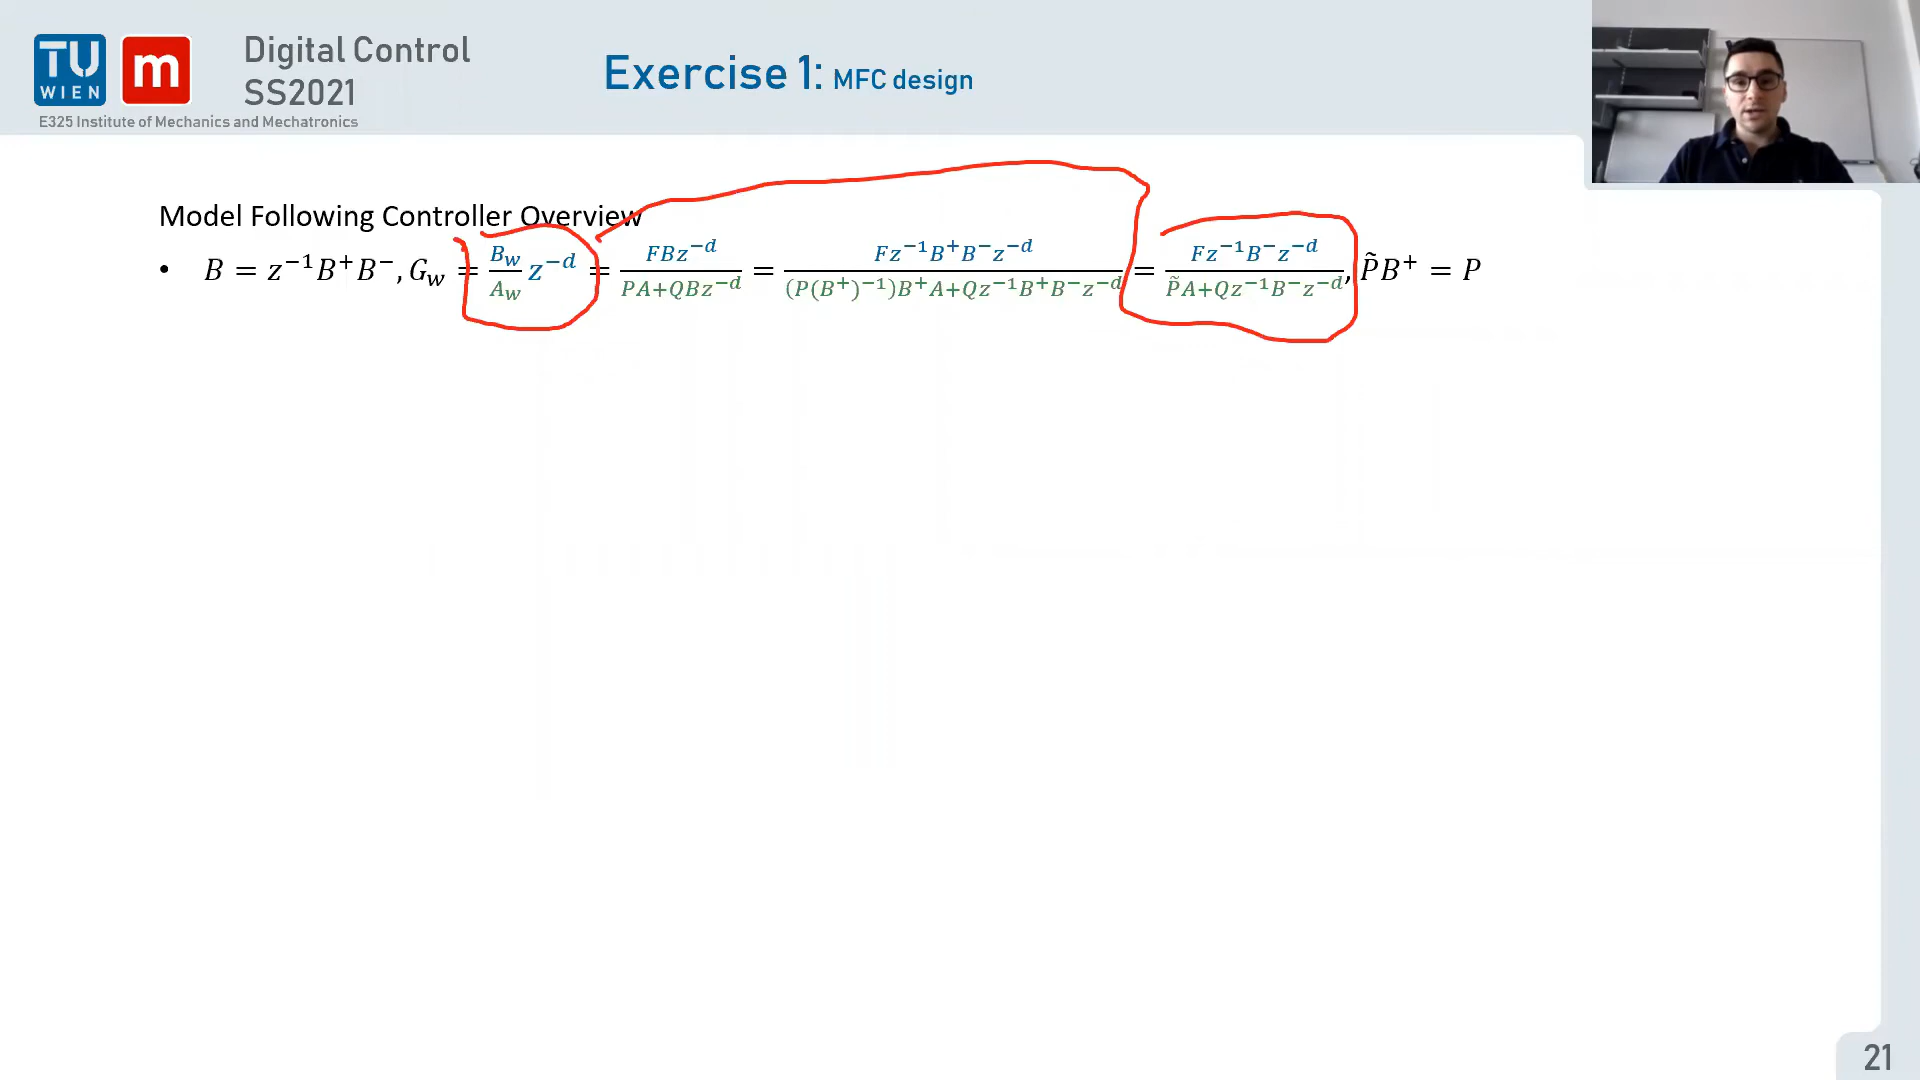 TU
WIEN
m
Digital Control
SS2021
E325 Institute of Mechanics and Mechatronics
Exercise 1: MFC design
Model Following Controller Overview
• B = z⁻¹B⁺B⁻, G_w = B_w/A_w z^{-d} = FBz^{-d}/(PA+QBz^{-d}) = Fz⁻¹B⁺B⁻z^{-d}/((P(B⁺)⁻¹)B⁺A+Qz⁻¹B⁺B⁻z^{-d}) = Fz⁻¹B⁻z^{-d}/(P̃A+Qz⁻¹B⁻z^{-d}), P̃B⁺ = P
21